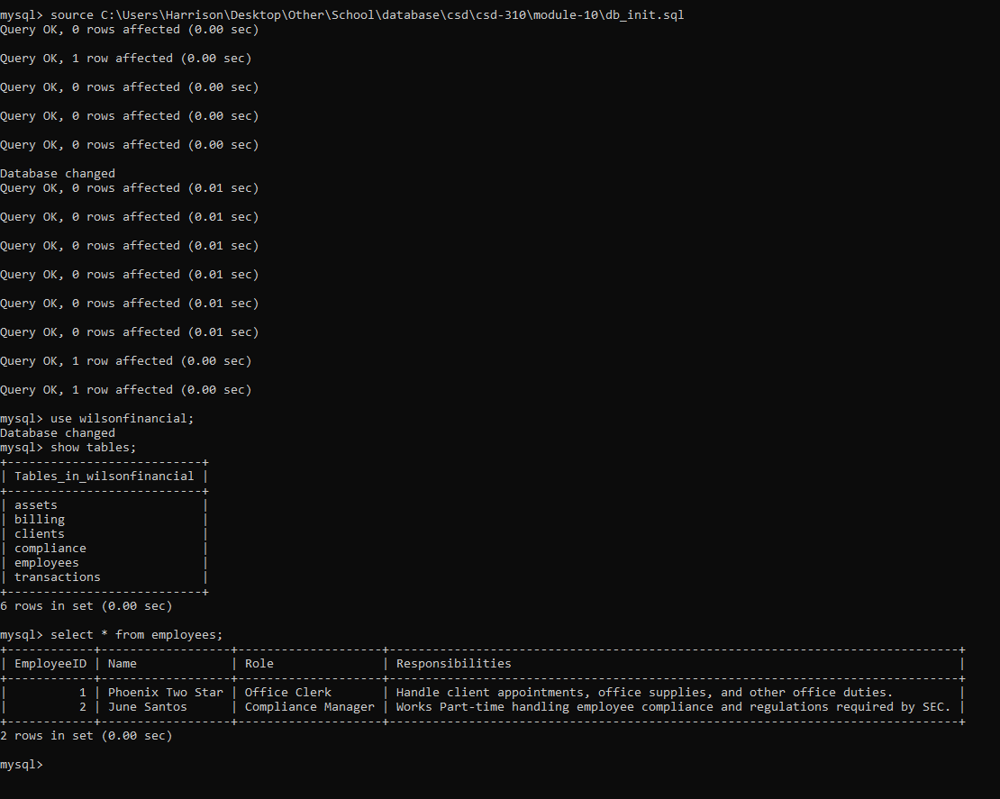 mysql> source C:\Users\Harrison\Desktop\Other\School\database\csd\csd-310\module-10\db_init.sql
Query OK, 0 rows affected (0.00 sec)

Query OK, 1 row affected (0.00 sec)

Query OK, 0 rows affected (0.00 sec)

Query OK, 0 rows affected (0.00 sec)

Query OK, 0 rows affected (0.00 sec)

Database changed
Query OK, 0 rows affected (0.01 sec)

Query OK, 0 rows affected (0.01 sec)

Query OK, 0 rows affected (0.01 sec)

Query OK, 0 rows affected (0.01 sec)

Query OK, 0 rows affected (0.01 sec)

Query OK, 0 rows affected (0.01 sec)

Query OK, 1 row affected (0.00 sec)

Query OK, 1 row affected (0.00 sec)

mysql> use wilsonfinancial;
Database changed
mysql> show tables;
+---------------------------+
| Tables_in_wilsonfinancial |
+---------------------------+
| assets                    |
| billing                   |
| clients                   |
| compliance                |
| employees                 |
| transactions              |
+---------------------------+
6 rows in set (0.00 sec)

mysql> select * from employees;
+------------+------------------+--------------------+-------------------------------------------------------------------------------+
| EmployeeID | Name             | Role               | Responsibilities                                                              |
+------------+------------------+--------------------+-------------------------------------------------------------------------------+
|          1 | Phoenix Two Star | Office Clerk       | Handle client appointments, office supplies, and other office duties.         |
|          2 | June Santos      | Compliance Manager | Works Part-time handling employee compliance and regulations required by SEC. |
+------------+------------------+--------------------+-------------------------------------------------------------------------------+
2 rows in set (0.00 sec)

mysql>